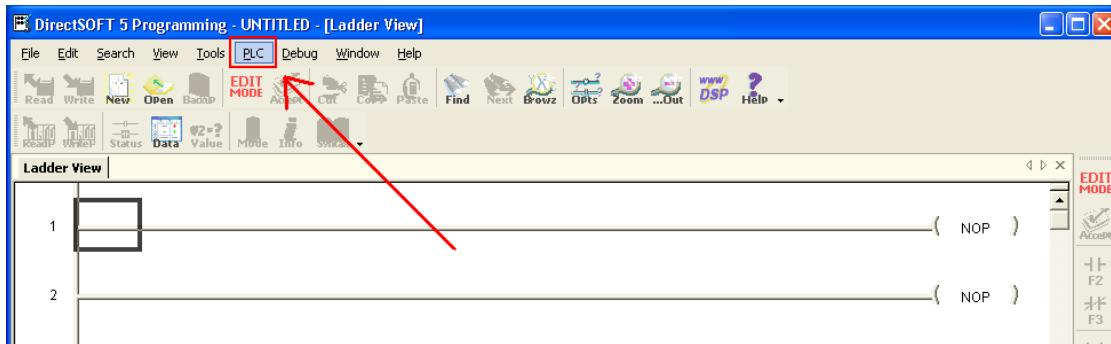 DirectSOFT 5 Programming - UNTITLED - [Ladder View]
File Edit Search View Tools PLC Debug Window Help
Read Write New Open Backup EDIT MODE Accept Cut Copy Paste Find Next Browz Opts Zoom ...Out DSP Help
ReadP WriteP Status Data Value Mode Info Syntax
Ladder View
EDIT
MODE
Accept
1 ( NOP )
F2
2 ( NOP )
F3